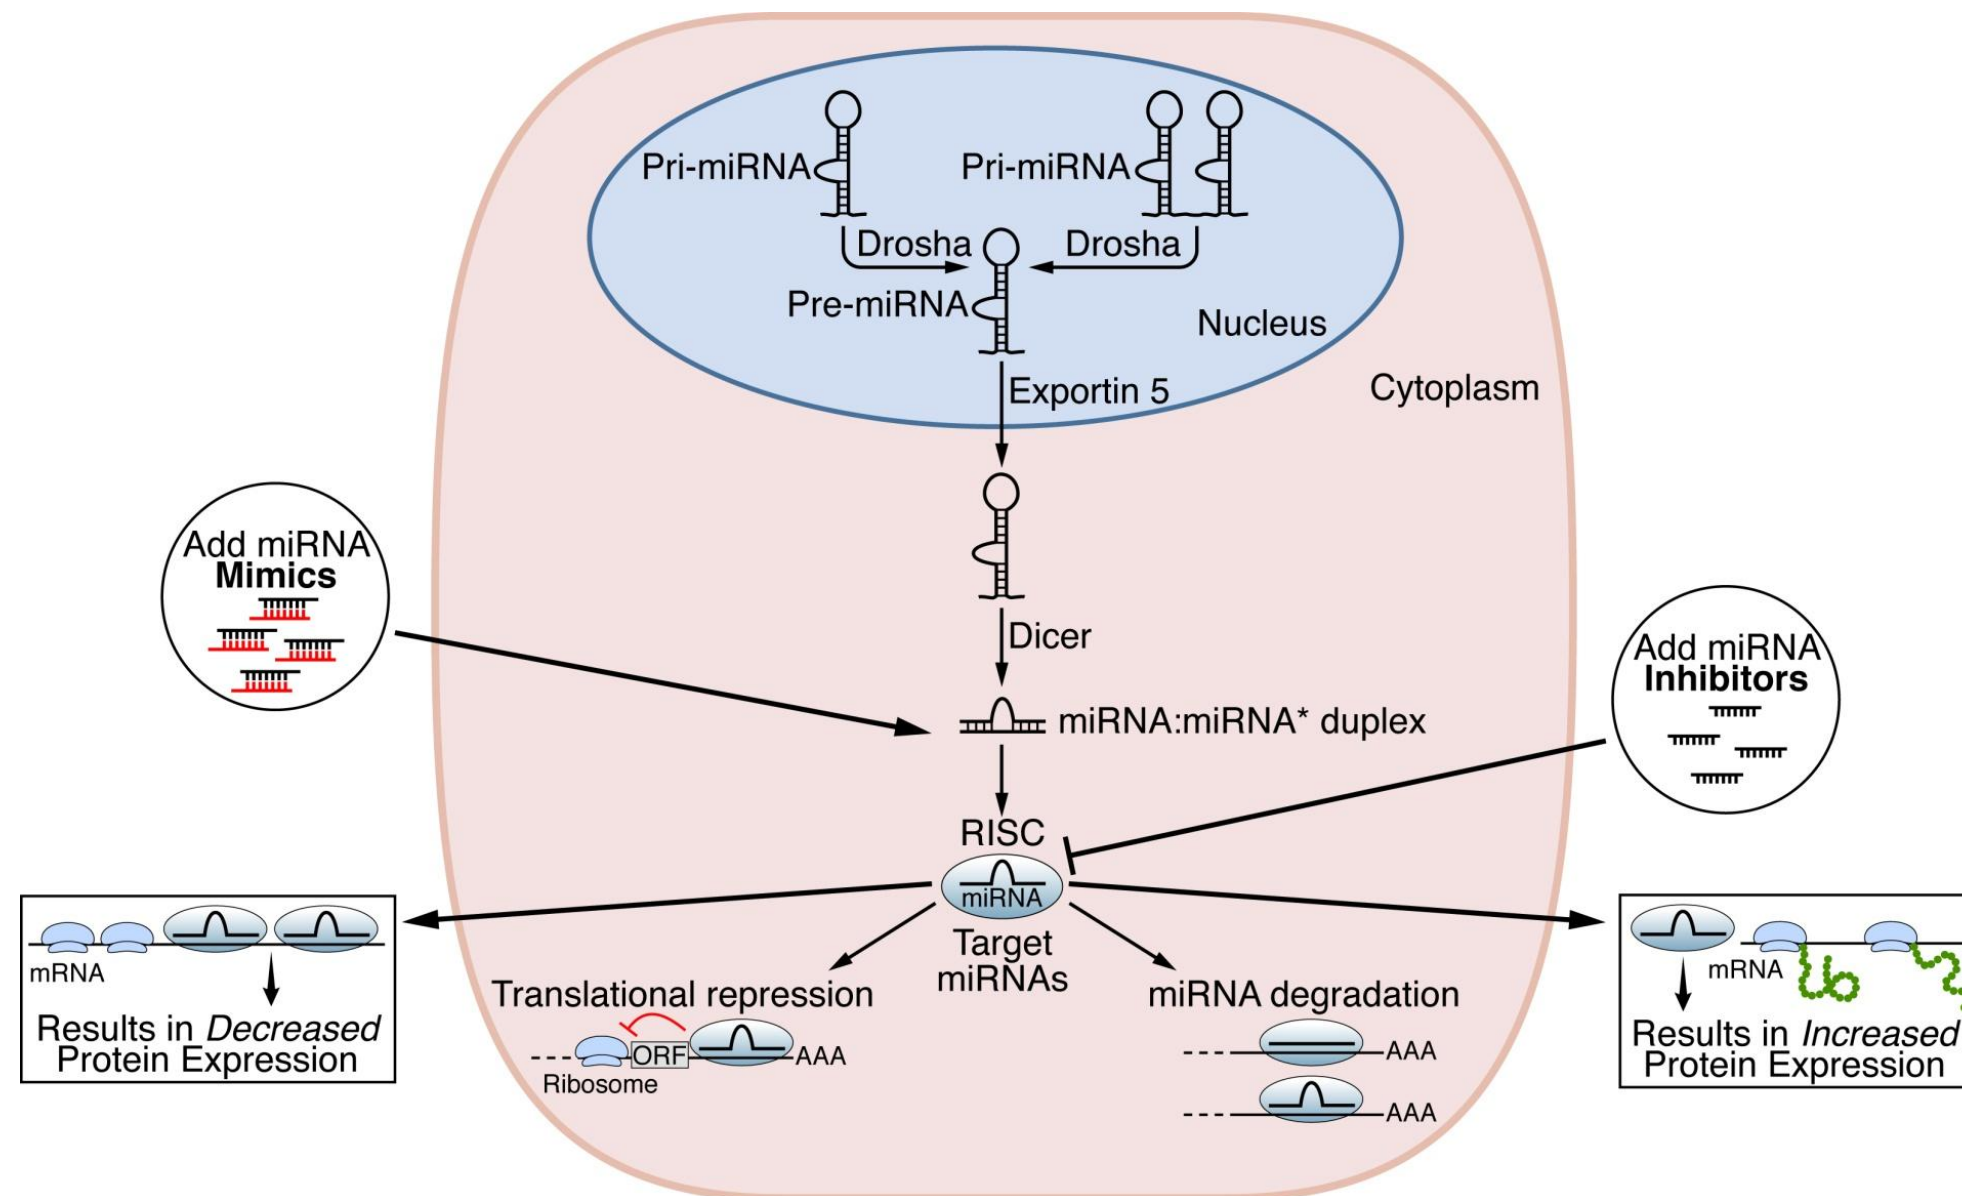 Pri-miRNA
Pri-miRNA
Drosha
Drosha
Pre-miRNA
Nucleus
Exportin 5
Cytoplasm
Add miRNA
Mimics
Dicer
Add miRNA
Inhibitors
miRNA:miRNA* duplex
RISC
miRNA
Target
miRNAs
mRNA
Results in Decreased
Protein Expression
Translational repression
ORF
AAA
Ribosome
miRNA degradation
AAA
AAA
mRNA
Results in Increased
Protein Expression